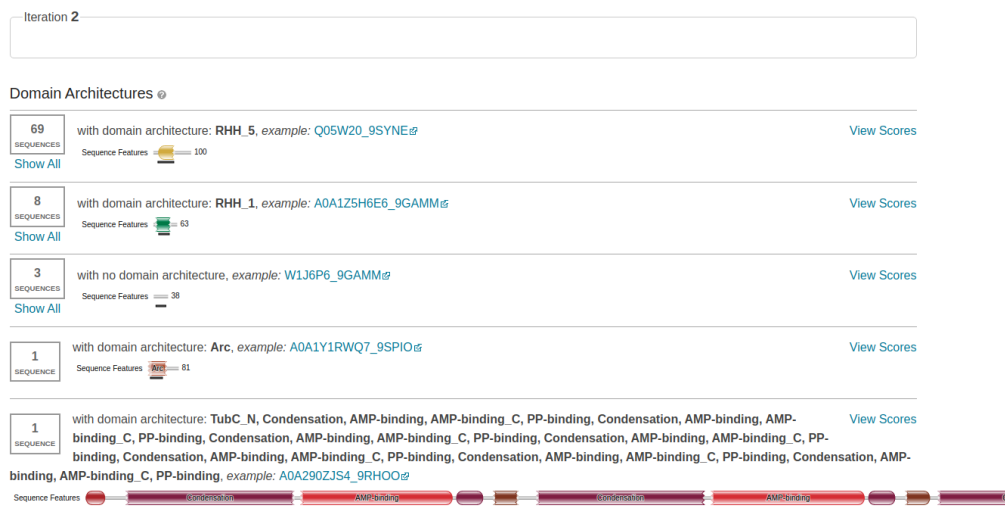 Iteration 2
Domain Architectures ?
69
SEQUENCES
Show All
with domain architecture: RHH_5, example: Q05W20_9SYNE
View Scores
Sequence Features 100
8
SEQUENCES
Show All
with domain architecture: RHH_1, example: A0A1Z5H6E6_9GAMM
View Scores
Sequence Features 63
3
SEQUENCES
Show All
with no domain architecture, example: W1J6P6_9GAMM
View Scores
Sequence Features 38
1
SEQUENCE
with domain architecture: Arc, example: A0A1Y1RWQ7_9SPIO
View Scores
Sequence Features Arc 81
1
SEQUENCE
with domain architecture: TubC_N, Condensation, AMP-binding, AMP-binding_C, PP-binding, Condensation, AMP-binding, AMP-
View Scores
binding_C, PP-binding, Condensation, AMP-binding, AMP-binding_C, PP-binding, Condensation, AMP-binding, AMP-binding_C, PP-
binding, Condensation, AMP-binding, AMP-binding_C, PP-binding, Condensation, AMP-binding, AMP-binding_C, PP-binding, Condensation, AMP-
binding, AMP-binding_C, PP-binding, example: A0A290ZJS4_9RHOO
Sequence Features Condensation AMP-binding Condensation AMP-binding